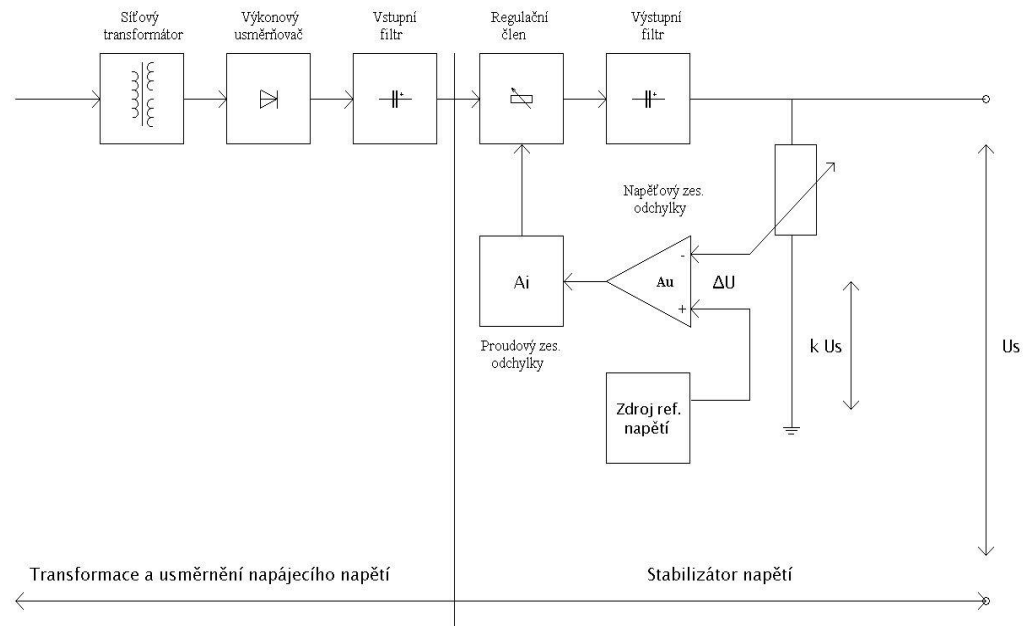 Síťový
transformátor
Výkonový
usměrňovač
Vstupní
filtr
Regulační
člen
Výstupní
filtr
Napěťový zes.
odchylky
-
Ai
Au
ΔU
+
Proudový zes.
odchylky
k Us
Us
Zdroj ref.
napětí
Transformace a usměrnění napájecího napětí
Stabilizátor napětí